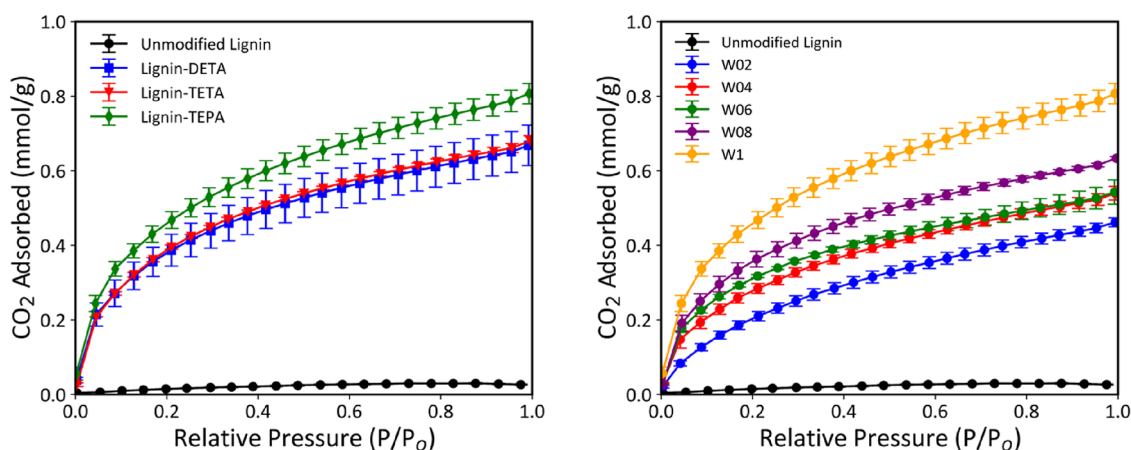 CO2 Adsorbed (mmol/g)
1.0
0.8
0.6
0.4
0.2
0.0
Unmodified Lignin
Lignin-DETA
Lignin-TETA
Lignin-TEPA
0.0 0.2 0.4 0.6 0.8 1.0
Relative Pressure (P/PO)
CO2 Adsorbed (mmol/g)
1.0
0.8
0.6
0.4
0.2
0.0
Unmodified Lignin
W02
W04
W06
W08
W1
0.0 0.2 0.4 0.6 0.8 1.0
Relative Pressure (P/PO)